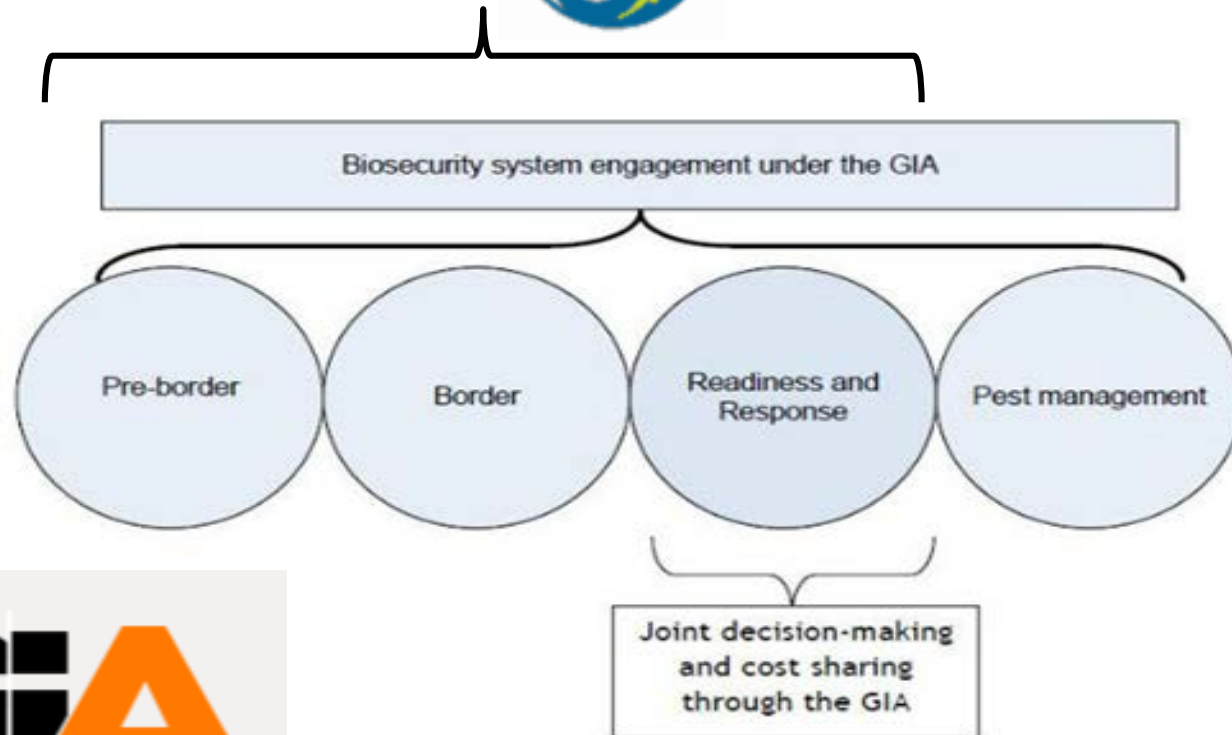 Biosecurity system engagement under the GIA
Pre-border
Border
Readiness and
Response
Pest management
Joint decision-making
and cost sharing
through the GIA